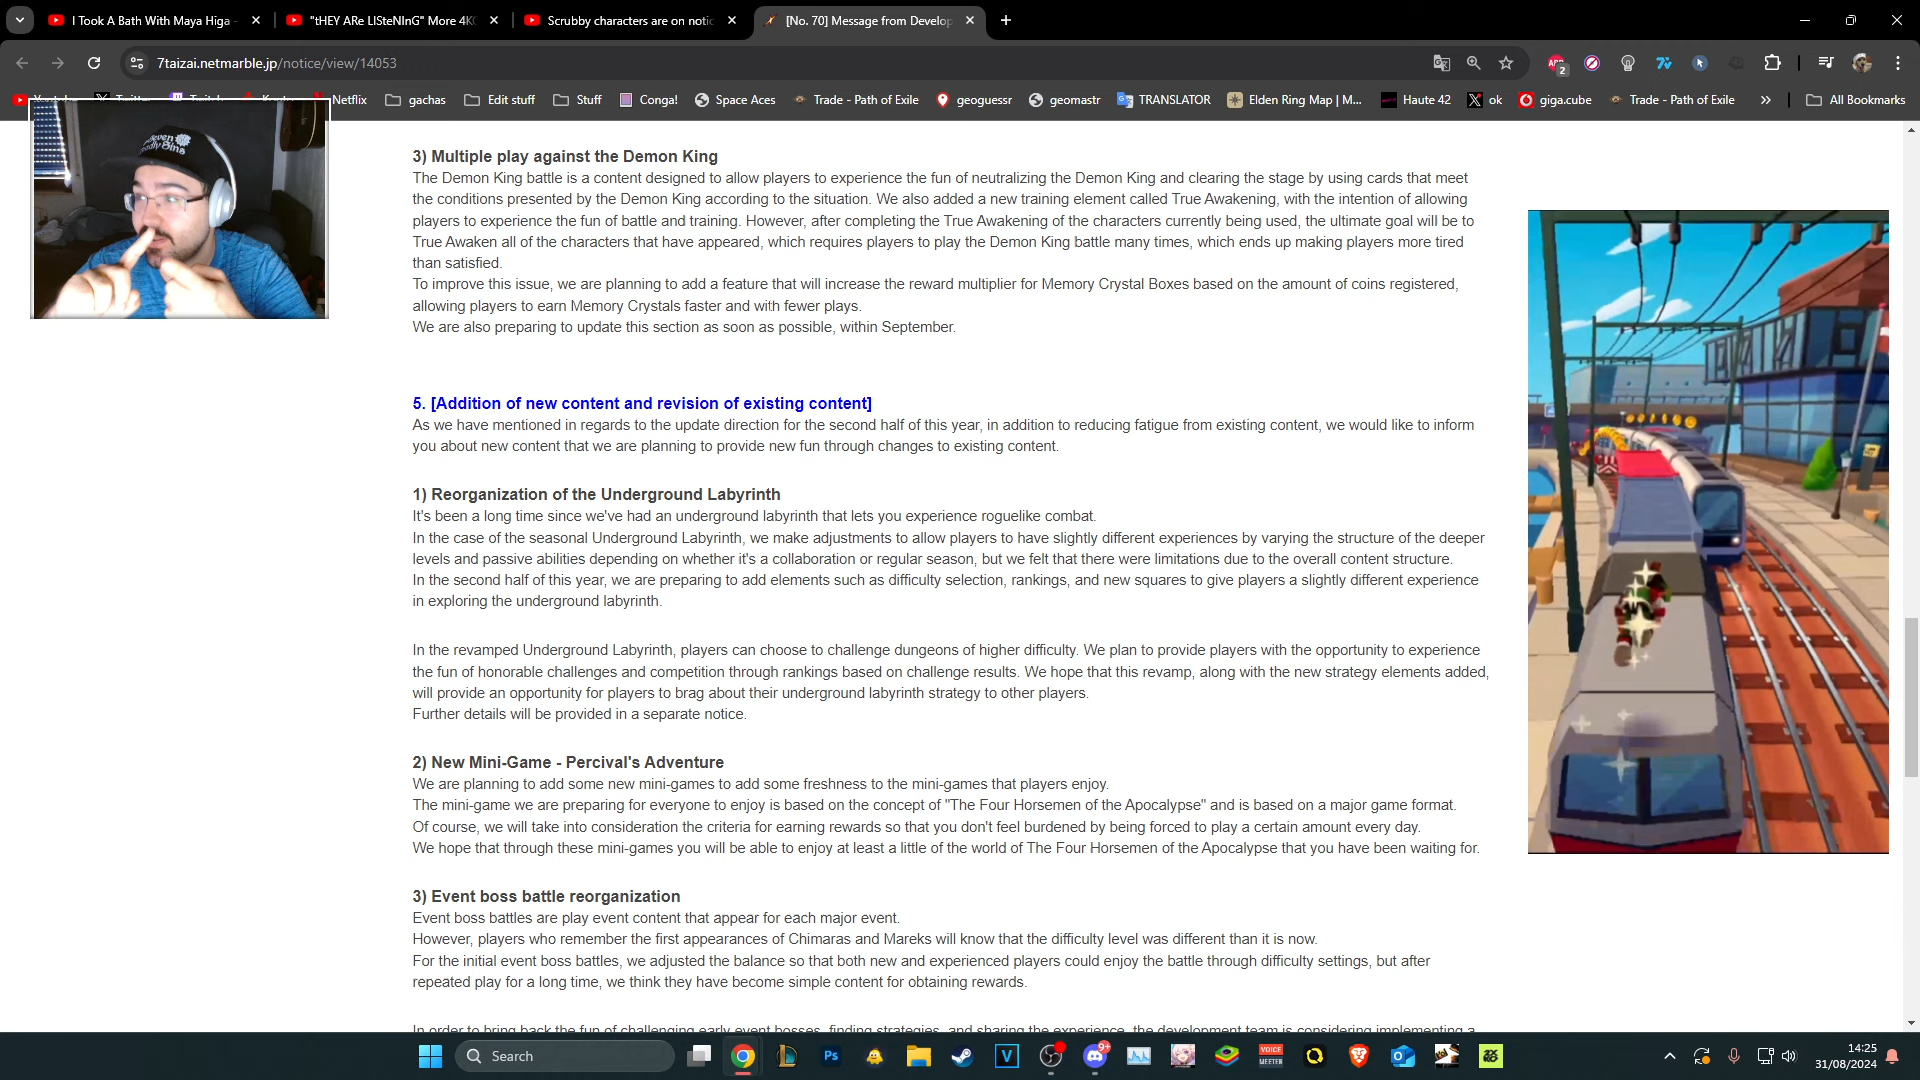 I Took A Bath With Maya Higa -
"tHEY ARe LISteNInG" More 4K
Scrubby characters are on notic
[No. 70] Message from Develop
7taizai.netmarble.jp/notice/view/14053
Netflix
gachas
Edit stuff
Stuff
Conga!
Space Aces
Trade - Path of Exile
geoguessr
geomastr
TRANSLATOR
Elden Ring Map | M...
Haute 42
ok
giga.cube
Trade - Path of Exile
All Bookmarks
3) Multiple play against the Demon King
The Demon King battle is a content designed to allow players to experience the fun of neutralizing the Demon King and clearing the stage by using cards that meet
the conditions presented by the Demon King according to the situation. We also added a new training element called True Awakening, with the intention of allowing
players to experience the fun of battle and training. However, after completing the True Awakening of the characters currently being used, the ultimate goal will be to
True Awaken all of the characters that have appeared, which requires players to play the Demon King battle many times, which ends up making players more tired
than satisfied.
To improve this issue, we are planning to add a feature that will increase the reward multiplier for Memory Crystal Boxes based on the amount of coins registered,
allowing players to earn Memory Crystals faster and with fewer plays.
We are also preparing to update this section as soon as possible, within September.
5. [Addition of new content and revision of existing content]
As we have mentioned in regards to the update direction for the second half of this year, in addition to reducing fatigue from existing content, we would like to inform
you about new content that we are planning to provide new fun through changes to existing content.
1) Reorganization of the Underground Labyrinth
It's been a long time since we've had an underground labyrinth that lets you experience roguelike combat.
In the case of the seasonal Underground Labyrinth, we make adjustments to allow players to have slightly different experiences by varying the structure of the deeper
levels and passive abilities depending on whether it's a collaboration or regular season, but we felt that there were limitations due to the overall content structure.
In the second half of this year, we are preparing to add elements such as difficulty selection, rankings, and new squares to give players a slightly different experience
in exploring the underground labyrinth.
In the revamped Underground Labyrinth, players can choose to challenge dungeons of higher difficulty. We plan to provide players with the opportunity to experience
the fun of honorable challenges and competition through rankings based on challenge results. We hope that this revamp, along with the new strategy elements added,
will provide an opportunity for players to brag about their underground labyrinth strategy to other players.
Further details will be provided in a separate notice.
2) New Mini-Game - Percival's Adventure
We are planning to add some new mini-games to add some freshness to the mini-games that players enjoy.
The mini-game we are preparing for everyone to enjoy is based on the concept of "The Four Horsemen of the Apocalypse" and is based on a major game format.
Of course, we will take into consideration the criteria for earning rewards so that you don't feel burdened by being forced to play a certain amount every day.
We hope that through these mini-games you will be able to enjoy at least a little of the world of The Four Horsemen of the Apocalypse that you have been waiting for.
3) Event boss battle reorganization
Event boss battles are play event content that appear for each major event.
However, players who remember the first appearances of Chimaras and Mareks will know that the difficulty level was different than it is now.
For the initial event boss battles, we adjusted the balance so that both new and experienced players could enjoy the battle through difficulty settings, but after
repeated play for a long time, we think they have become simple content for obtaining rewards.
In order to bring back the fun of challenging early event bosses, finding strategies, and sharing the experience, the development team is considering implementing a
Search
14:25
31/08/2024